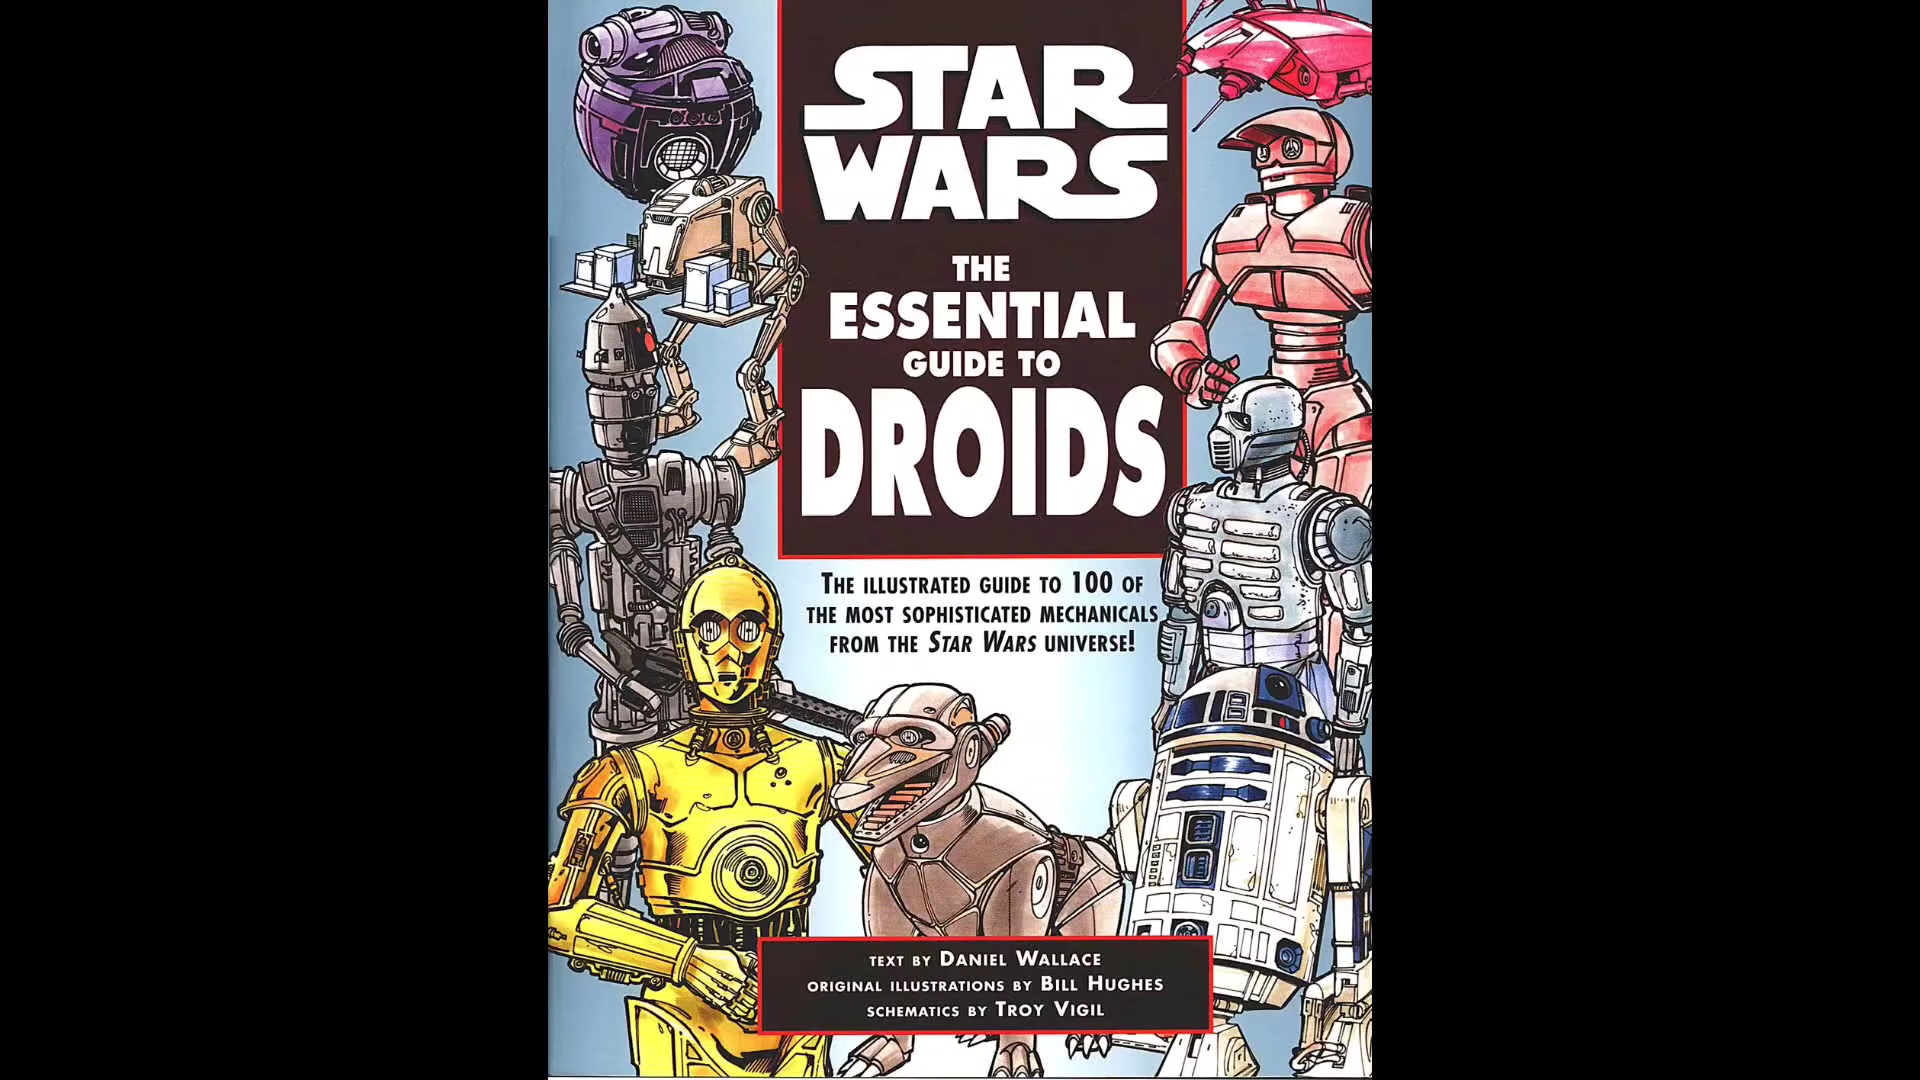 STAR
WARS
THE
ESSENTIAL
GUIDE TO
DROIDS
THE ILLUSTRATED GUIDE TO 100 OF
THE MOST SOPHISTICATED MECHANICALS
FROM THE STAR WARS UNIVERSE!
TEXT BY DANIEL WALLACE
ORIGINAL ILLUSTRATIONS BY BILL HUGHES
SCHEMATICS BY TROY VIGIL